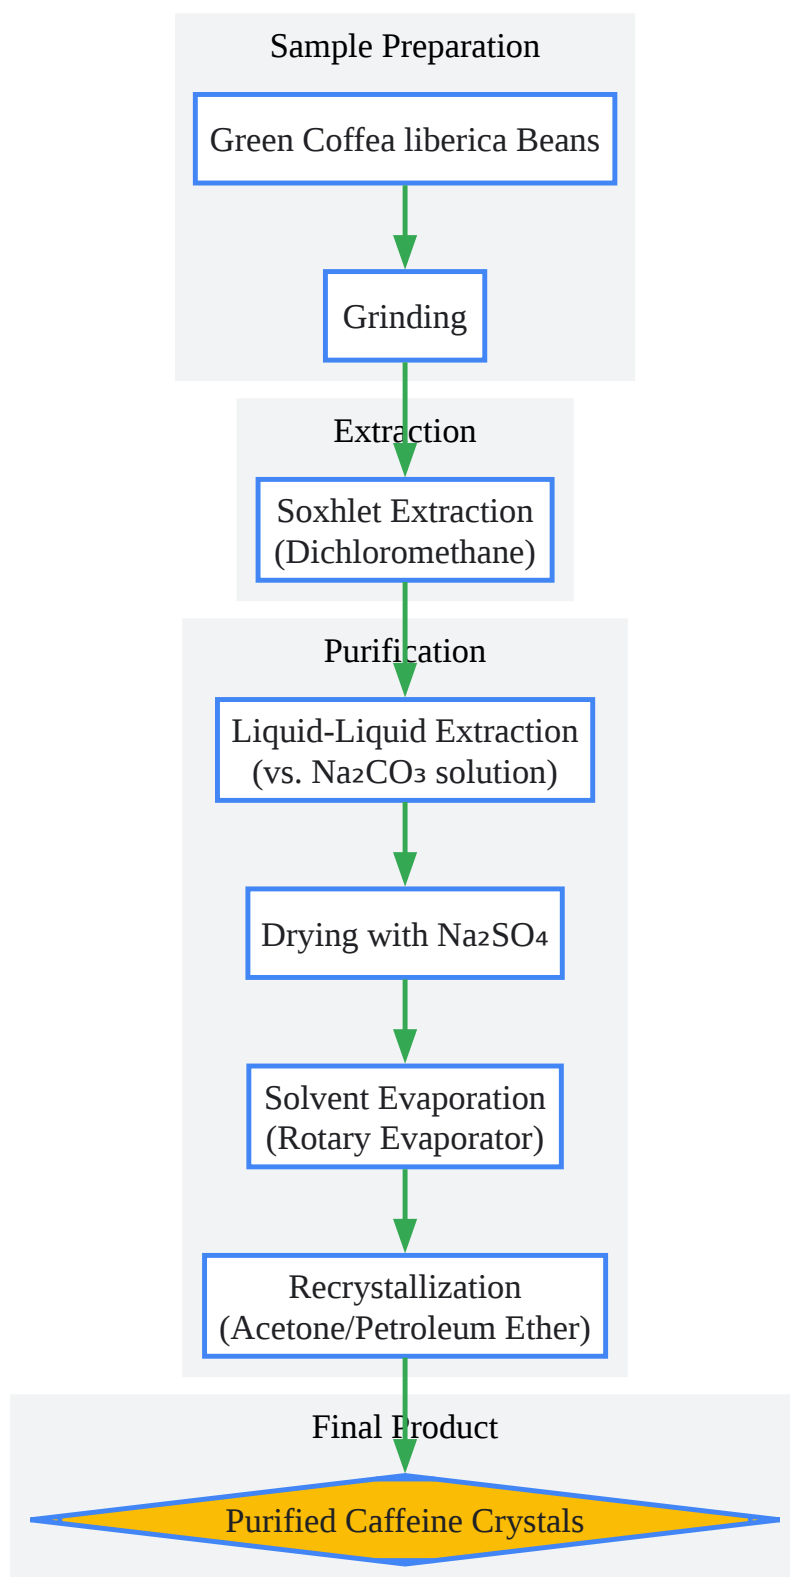 Sample Preparation
Green Coffea liberica Beans
Grinding
Extraction
Soxhlet Extraction
(Dichloromethane)
Purification
Liquid-Liquid Extraction
(vs. Na₂CO₃ solution)
Drying with Na₂SO₄
Solvent Evaporation
(Rotary Evaporator)
Recrystallization
(Acetone/Petroleum Ether)
Final Product
Purified Caffeine Crystals